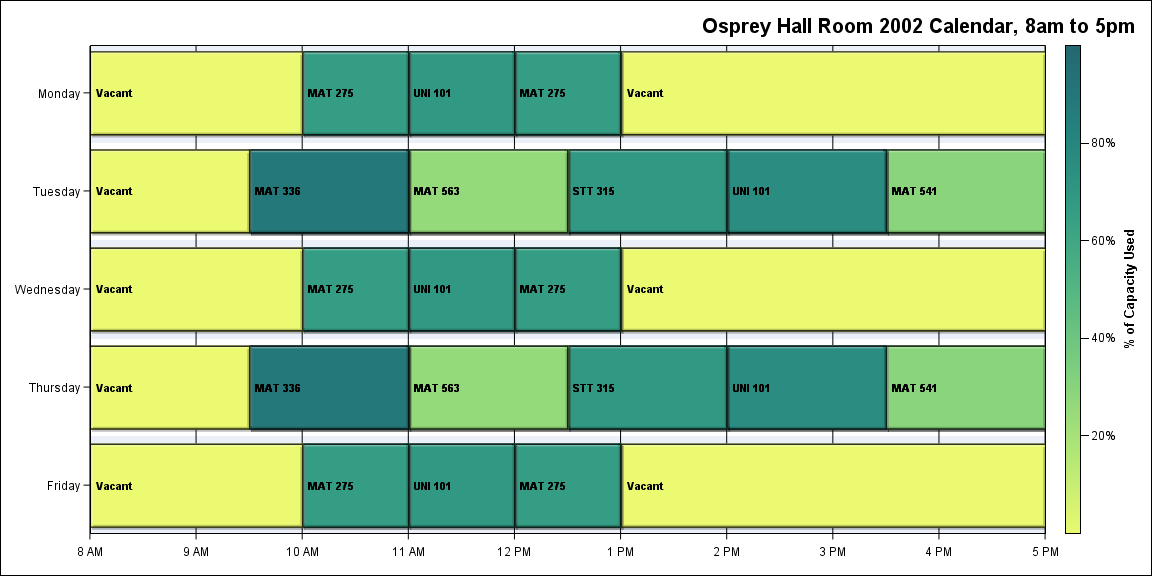 Osprey Hall Room 2002 Calendar, 8am to 5pm
Monday
Vacant
MAT 275
UNI 101
MAT 275
Vacant
Tuesday
Vacant
MAT 336
MAT 563
STT 315
UNI 101
MAT 541
Wednesday
Vacant
MAT 275
UNI 101
MAT 275
Vacant
Thursday
Vacant
MAT 336
MAT 563
STT 315
UNI 101
MAT 541
Friday
Vacant
MAT 275
UNI 101
MAT 275
Vacant
8 AM
9 AM
10 AM
11 AM
12 PM
1 PM
2 PM
3 PM
4 PM
5 PM
80%
60%
40%
20%
% of Capacity Used